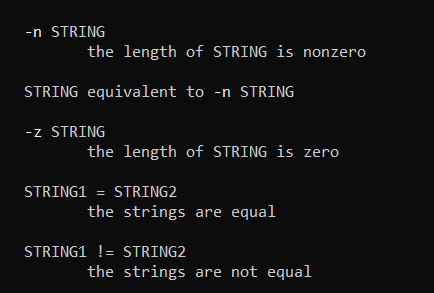 -n STRING
the length of STRING is nonzero
STRING equivalent to -n STRING
-z STRING
the length of STRING is zero
STRING1 = STRING2
the strings are equal
STRING1 != STRING2
the strings are not equal